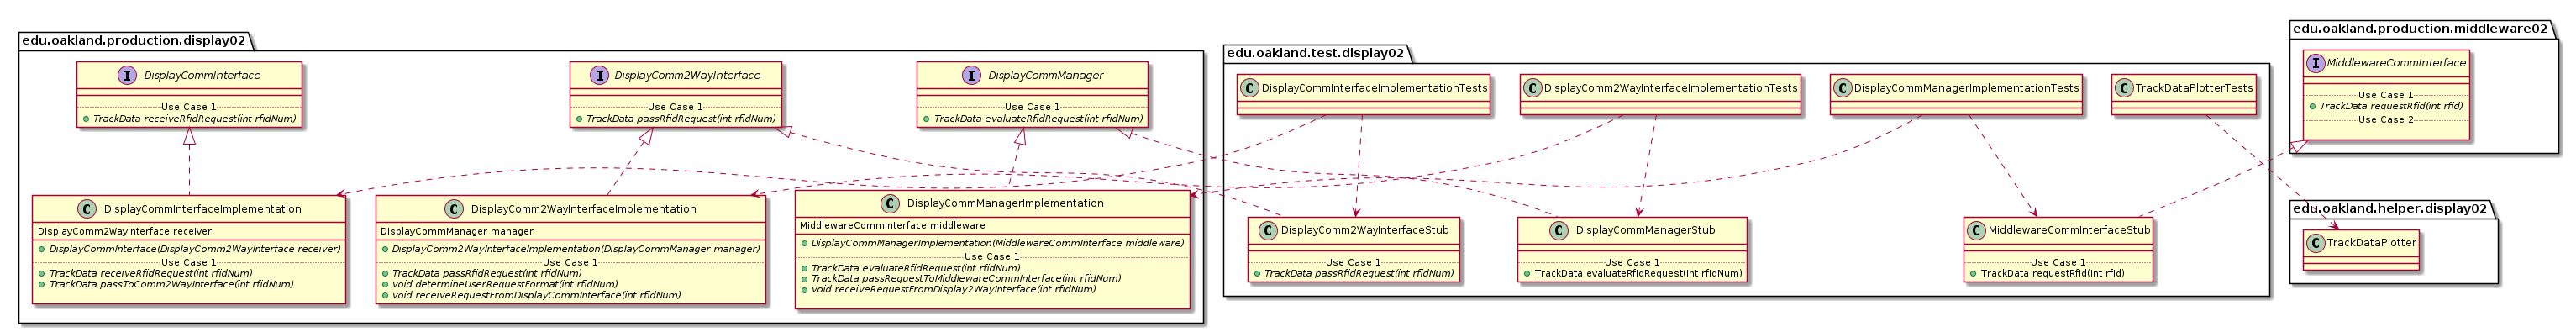 edu.oakland.production.display02
I DisplayCommInterface
Use Case 1
TrackData receiveRfidRequest(int rfidNum)
I DisplayComm2WayInterface
Use Case 1
TrackData passRfidRequest(int rfidNum)
I DisplayCommManager
Use Case 1
TrackData evaluateRfidRequest(int rfidNum)
C DisplayCommInterfaceImplementation
DisplayComm2WayInterface receiver
DisplayCommInterface(DisplayComm2WayInterface receiver)
Use Case 1
TrackData receiveRfidRequest(int rfidNum)
TrackData passToComm2WayInterface(int rfidNum)
C DisplayComm2WayInterfaceImplementation
DisplayCommManager manager
DisplayComm2WayInterfaceImplementation(DisplayCommManager manager)
Use Case 1
TrackData passRfidRequest(int rfidNum)
void determineUserRequestFormat(int rfidNum)
void receiveRequestFromDisplayCommInterface(int rfidNum)
C DisplayCommManagerImplementation
MiddlewareCommInterface middleware
DisplayCommManagerImplementation(MiddlewareCommInterface middleware)
Use Case 1
TrackData evaluateRfidRequest(int rfidNum)
TrackData passRequestToMiddlewareCommInterface(int rfidNum)
void receiveRequestFromDisplay2WayInterface(int rfidNum)
edu.oakland.test.display02
C DisplayCommInterfaceImplementationTests
C DisplayComm2WayInterfaceImplementationTests
C DisplayCommManagerImplementationTests
C TrackDataPlotterTests
C DisplayComm2WayInterfaceStub
Use Case 1
TrackData passRfidRequest(int rfidNum)
C DisplayCommManagerStub
Use Case 1
TrackData evaluateRfidRequest(int rfidNum)
C MiddlewareCommInterfaceStub
Use Case 1
TrackData requestRfid(int rfid)
edu.oakland.production.middleware02
I MiddlewareCommInterface
Use Case 1
TrackData requestRfid(int rfid)
Use Case 2
edu.oakland.helper.display02
C TrackDataPlotter